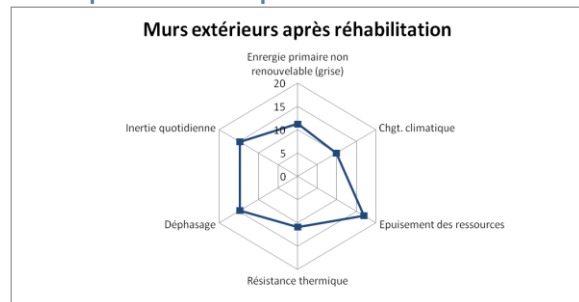 Murs extérieurs après réhabilitation
Enrergie primaire non
renouvelable (grise)
20
15
10
5
0
Chgt. climatique
Epuisement des ressources
Résistance thermique
Déphasage
Inertie quotidienne